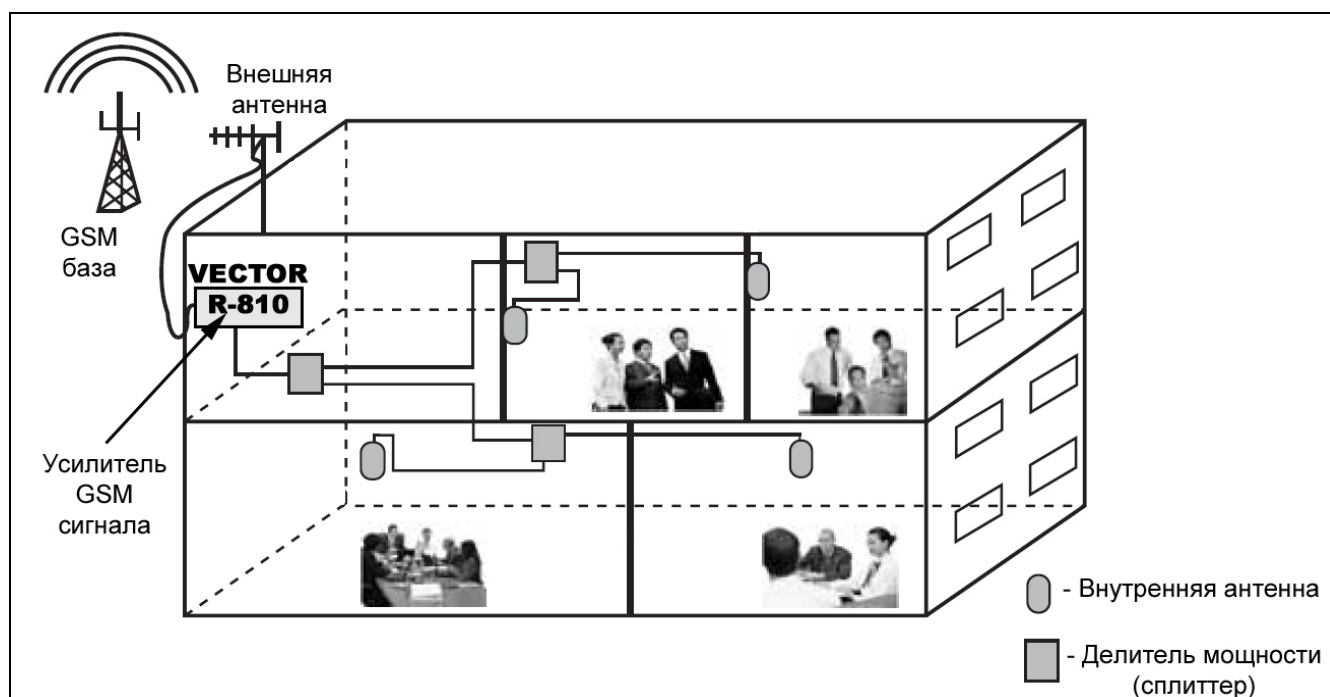 Внешняя
антенна
GSM
база
VECTOR
R-810
Усилитель
GSM
сигнала
- Внутренняя антенна
- Делитель мощности
(сплиттер)